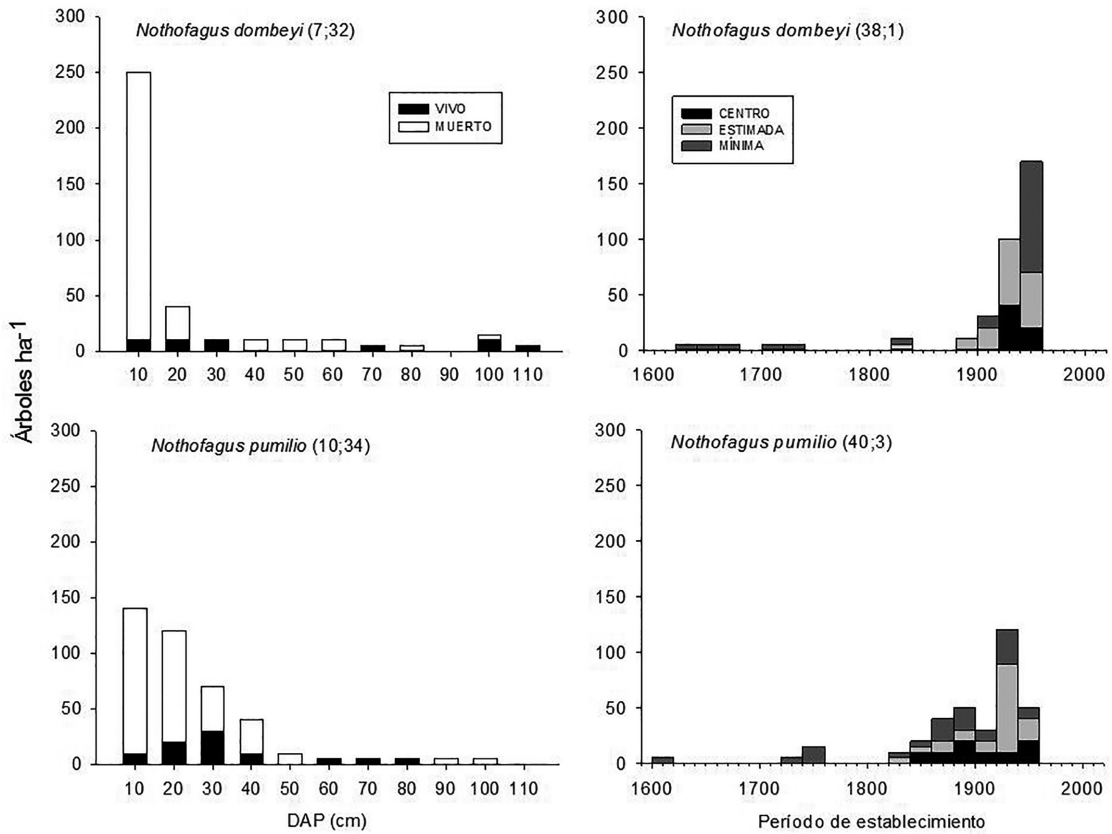 Árboles ha-1
Nothofagus dombeyi (7;32)
300
250
200
150
100
50
0
VIVO
MUERTO
10 20 30 40 50 60 70 80 90 100 110
Nothofagus dombeyi (38;1)
300
250
200
150
100
50
0
CENTRO
ESTIMADA
MÍNIMA
1600 1700 1800 1900 2000
Nothofagus pumilio (10;34)
300
250
200
150
100
50
0
10 20 30 40 50 60 70 80 90 100 110
DAP (cm)
Nothofagus pumilio (40;3)
300
250
200
150
100
50
0
1600 1700 1800 1900 2000
Período de establecimiento